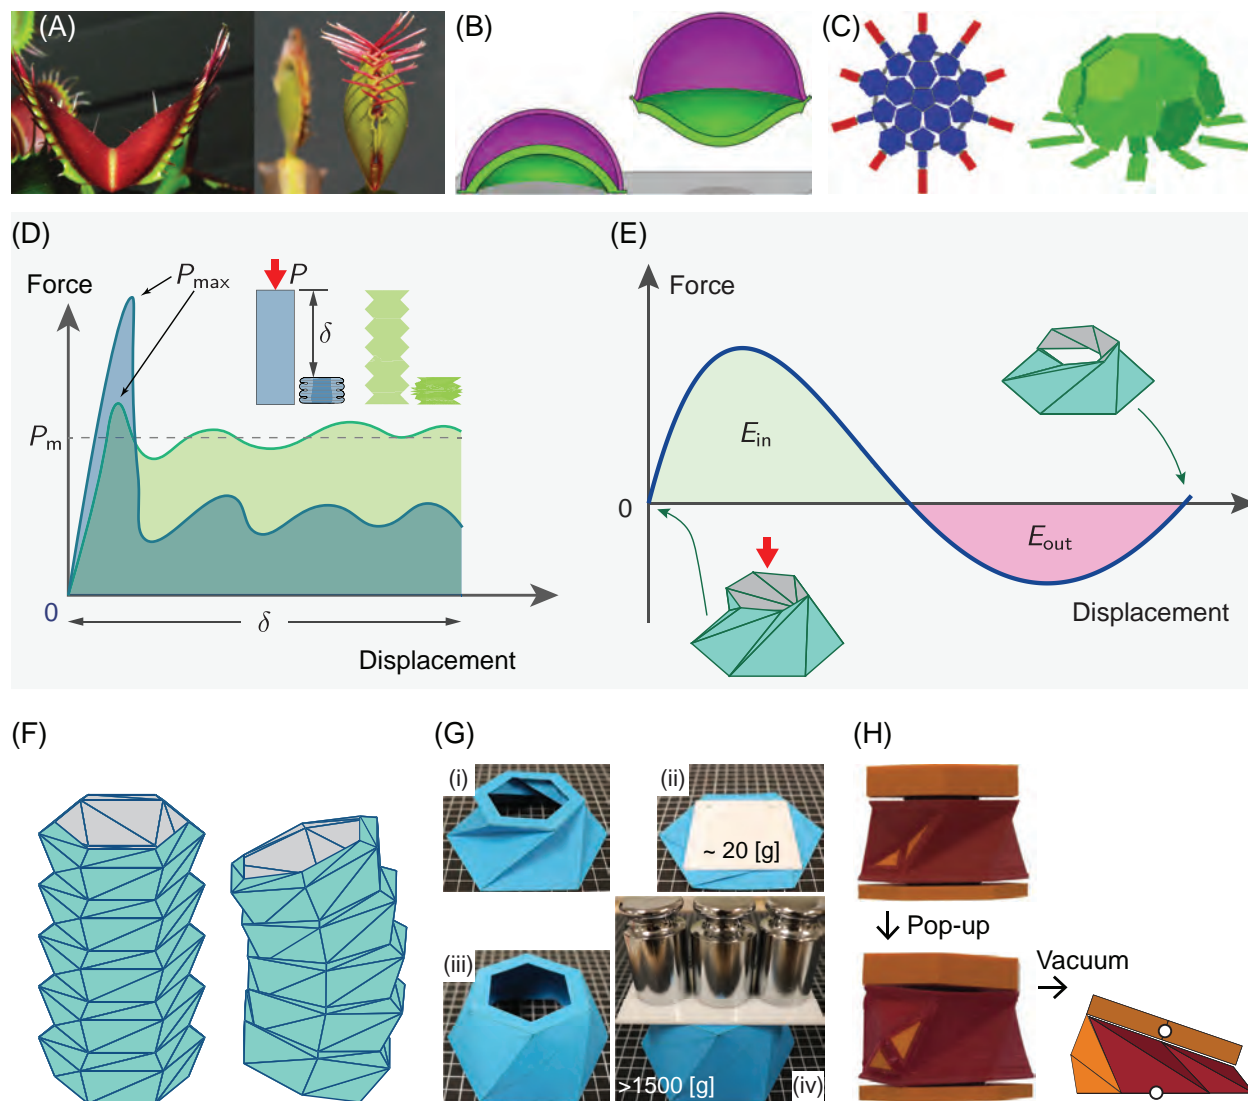 (A)
(B)
(C)
(D)
Force
P_max
P
δ
P_m
0
δ
Displacement
(E)
Force
E_in
0
E_out
Displacement
(F)
(G)
(i)
(ii)
~ 20 [g]
(iii)
>1500 [g]
(iv)
(H)
Pop-up
Vacuum